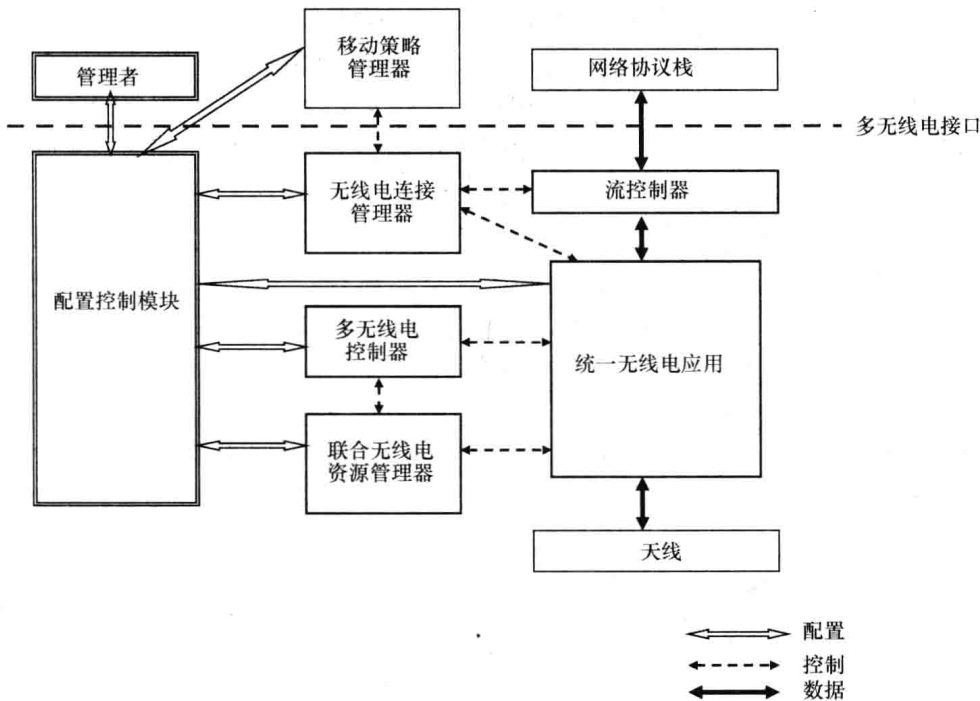 移动策略
管理器
管理者
网络协议栈
多无线电接口
无线电连接
管理器
流控制器
配置控制模块
多无线电
控制器
统一无线电应用
联合无线电
资源管理器
天线
配置
控制
数据